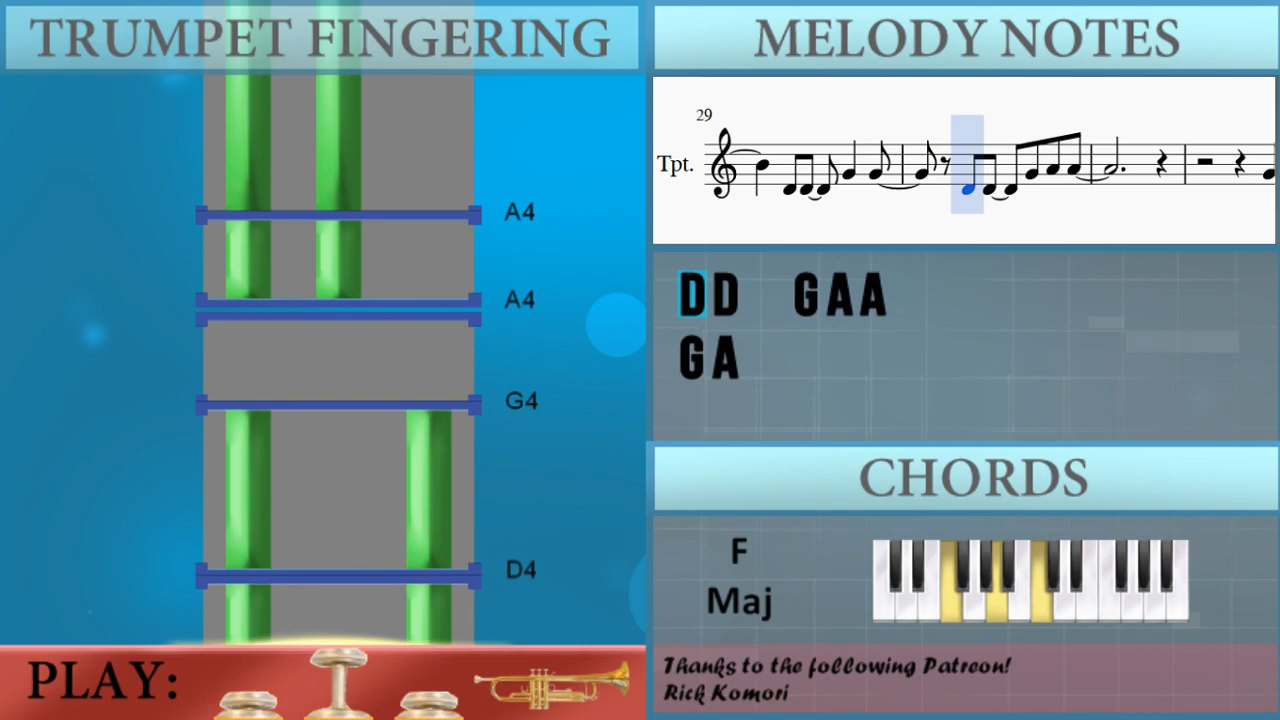 TRUMPET FINGERING
A4
A4
G4
D4
PLAY:
MELODY NOTES
29
Tpt.
DD GAA
GA
CHORDS
F
Maj
Thanks to the following Patreon!
Rick Komori